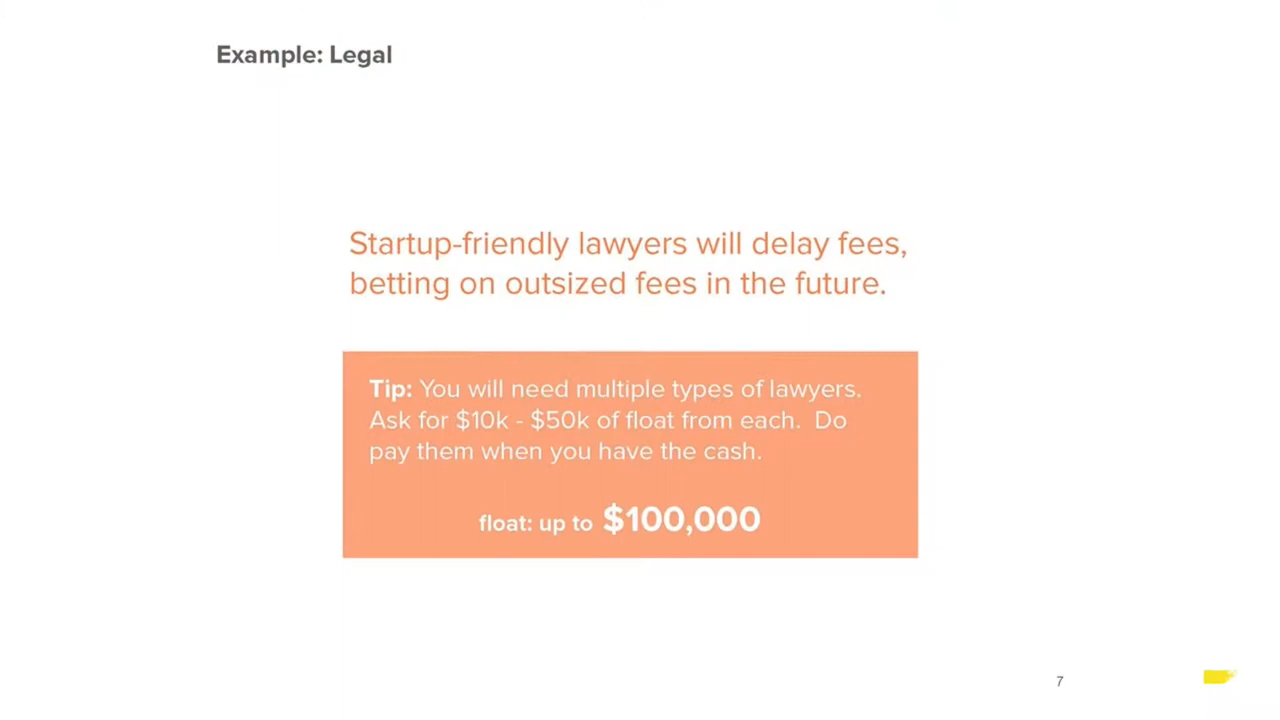 Example: Legal
Startup-friendly lawyers will delay fees,
betting on outsized fees in the future.
Tip: You will need multiple types of lawyers.
Ask for $10k - $50k of float from each.  Do
pay them when you have the cash.
float: up to $100,000
7